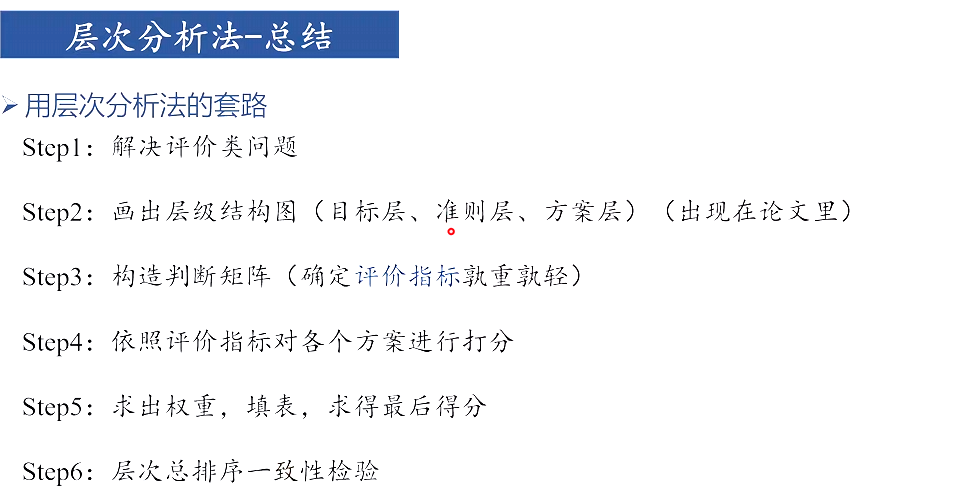 层次分析法-总结
用层次分析法的套路
Step1：解决评价类问题
Step2：画出层级结构图（目标层、准则层、方案层）（出现在论文里）
Step3：构造判断矩阵（确定评价指标孰重孰轻）
Step4：依照评价指标对各个方案进行打分
Step5：求出权重，填表，求得最后得分
Step6：层次总排序一致性检验